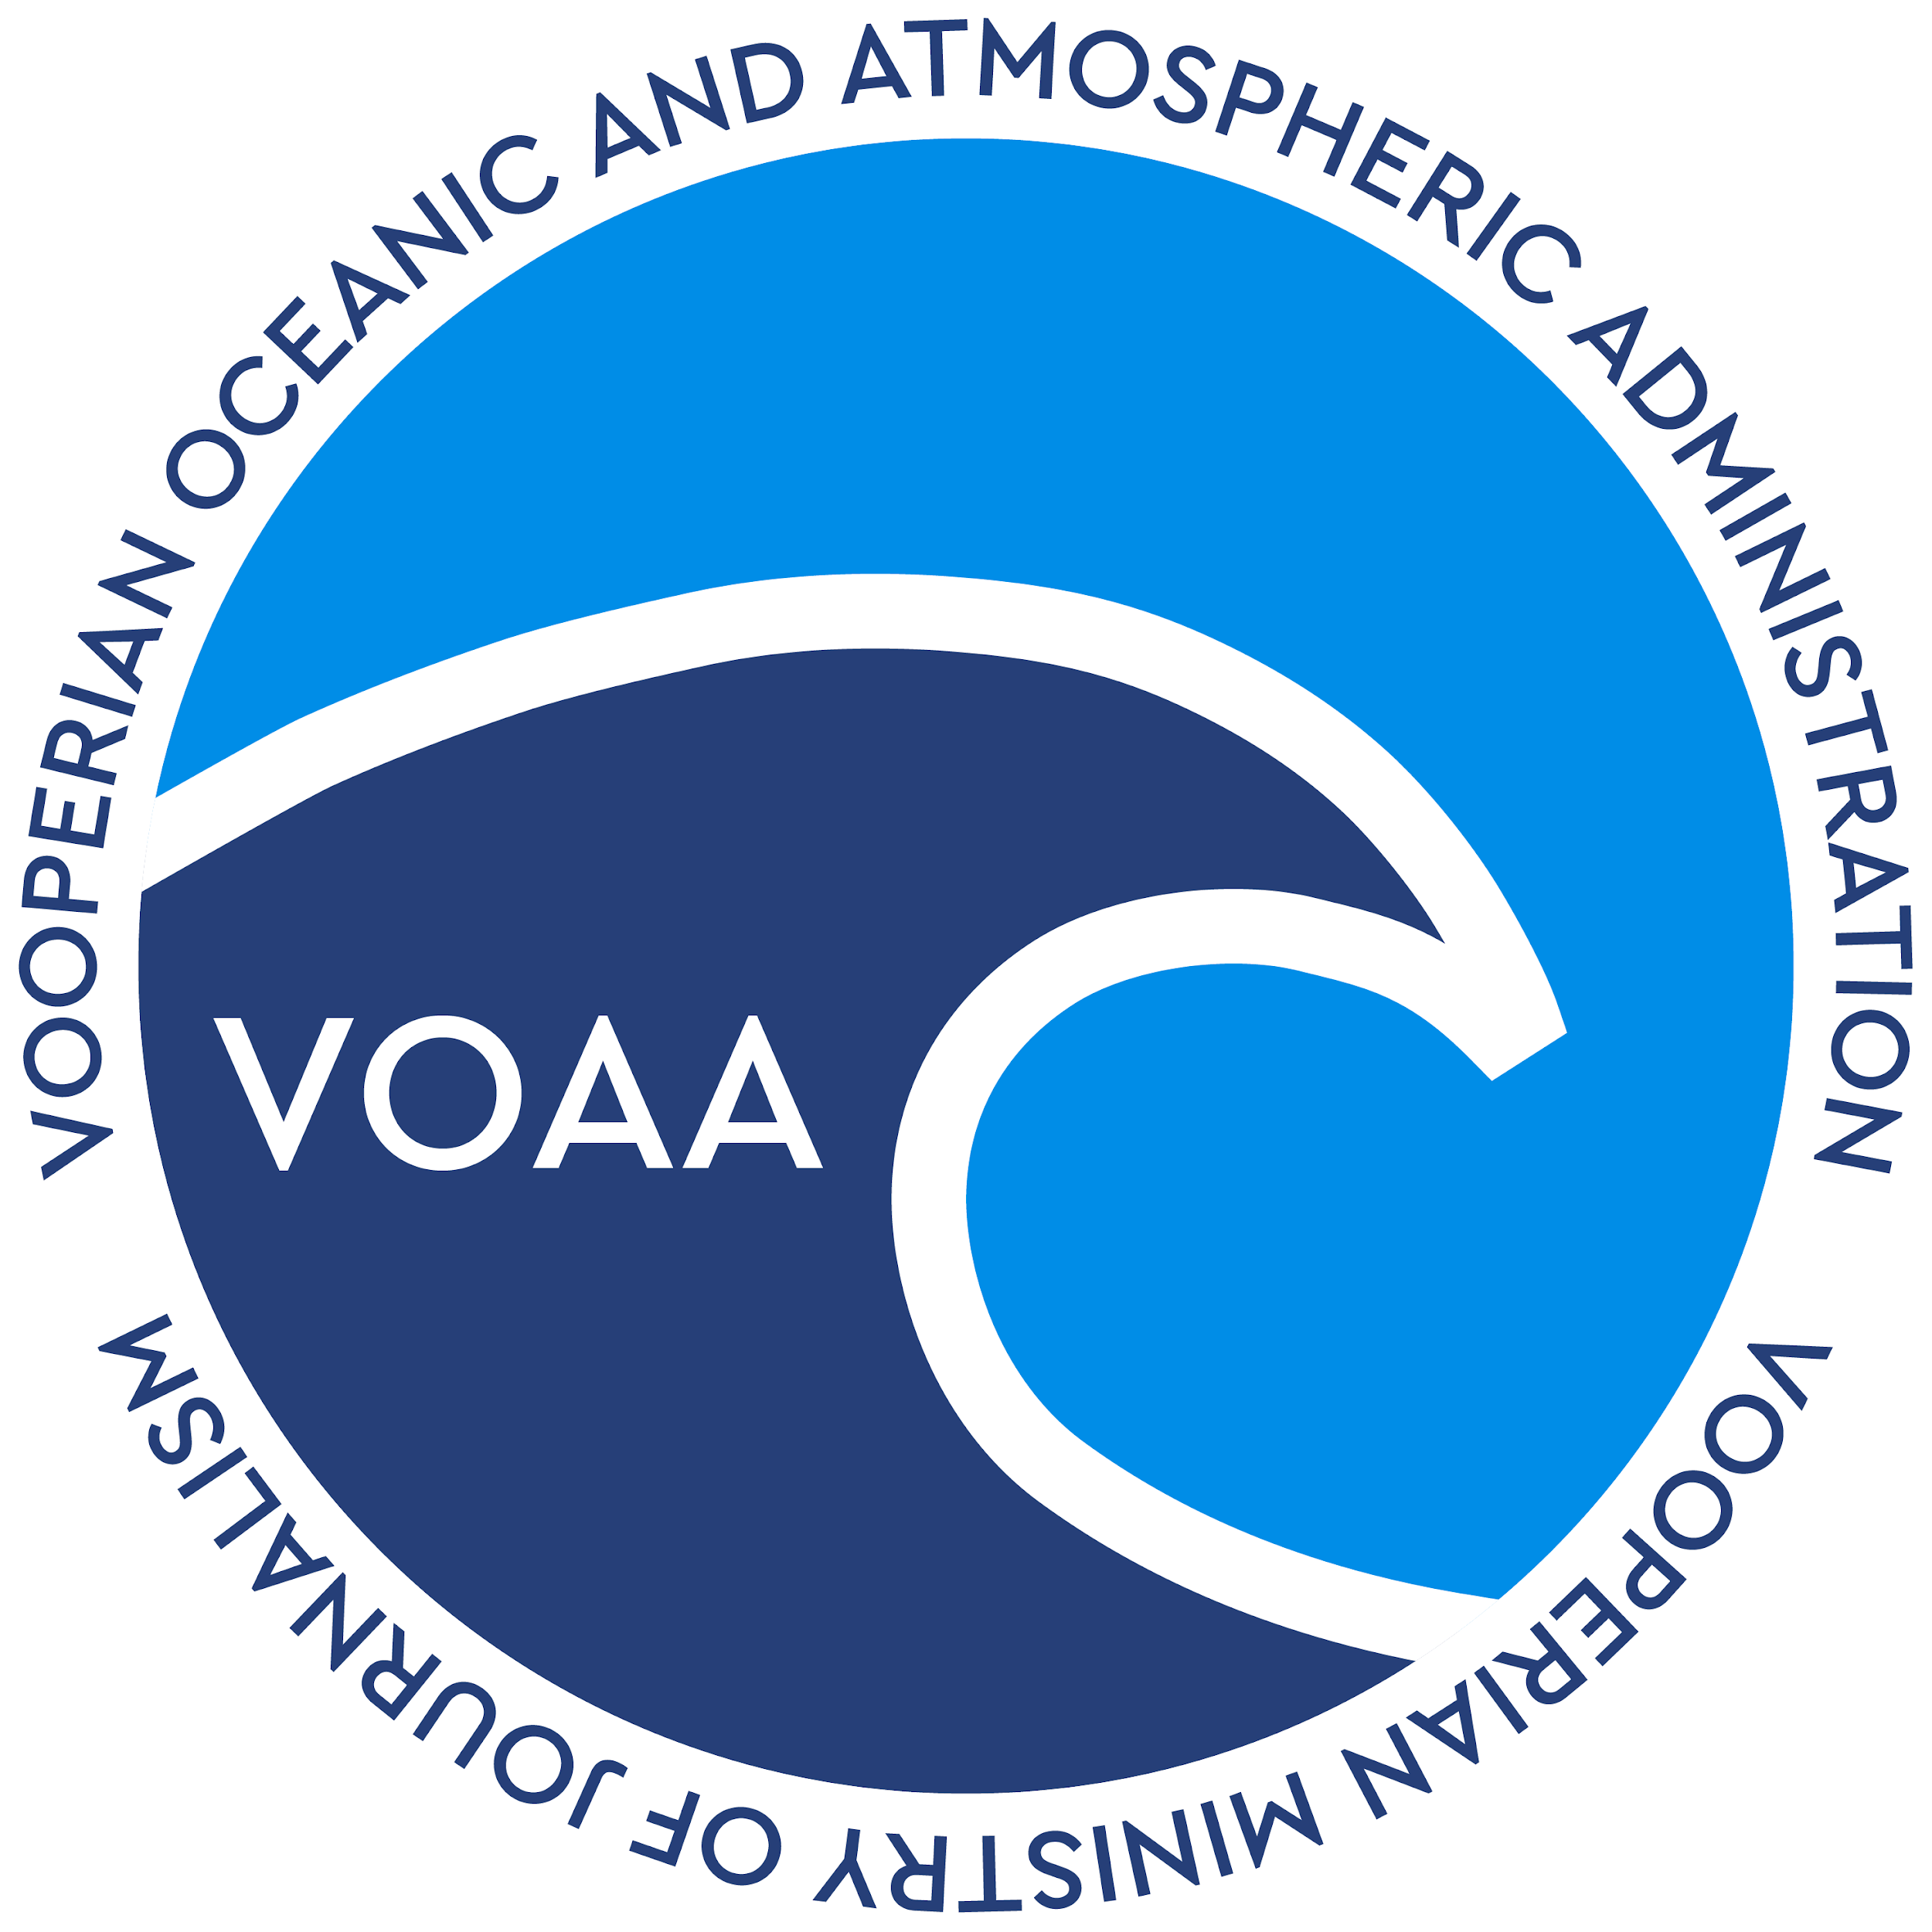 VOOPERIAN OCEANIC AND ATMOSPHERIC ADMINISTRATION
VOAA
VOOPERIAN MINISTRY OF JOURNALISM